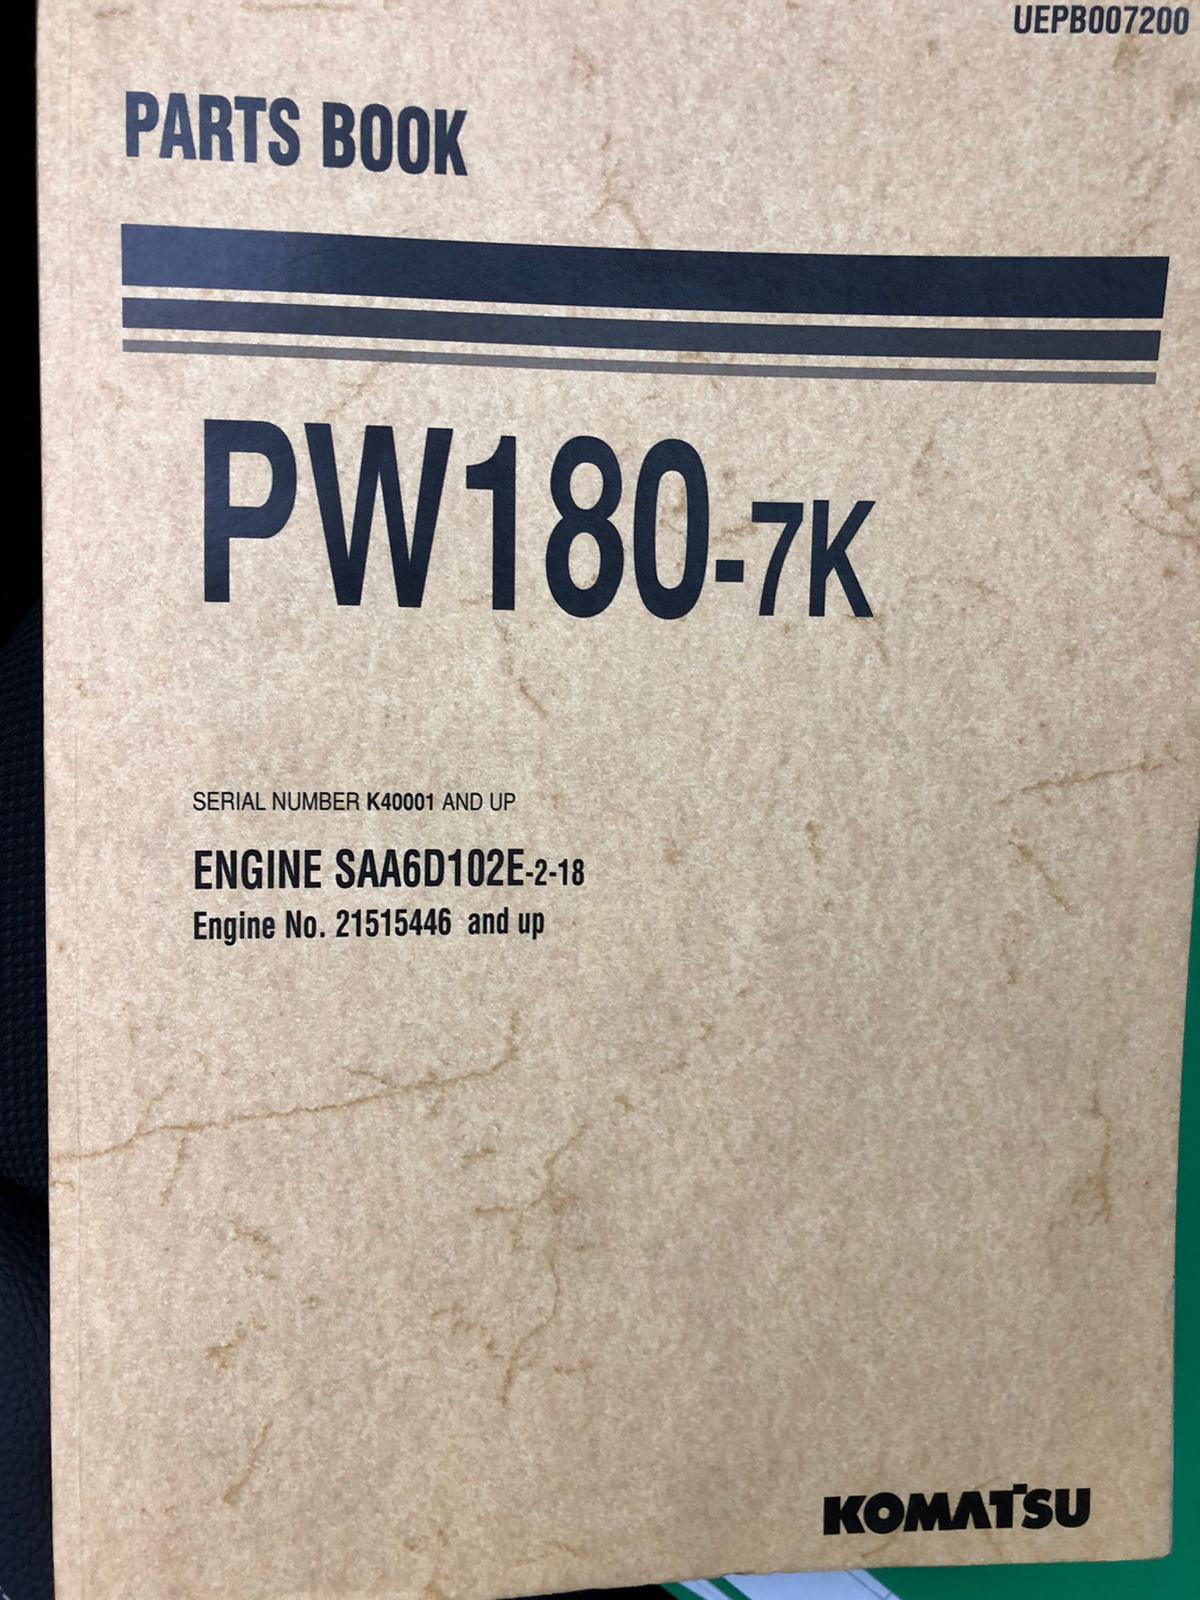 UEPB007200
PARTS BOOK
PW180-7K
SERIAL NUMBER K40001 AND UP
ENGINE SAA6D102E-2-18
Engine No. 21515446 and up
KOMATSU